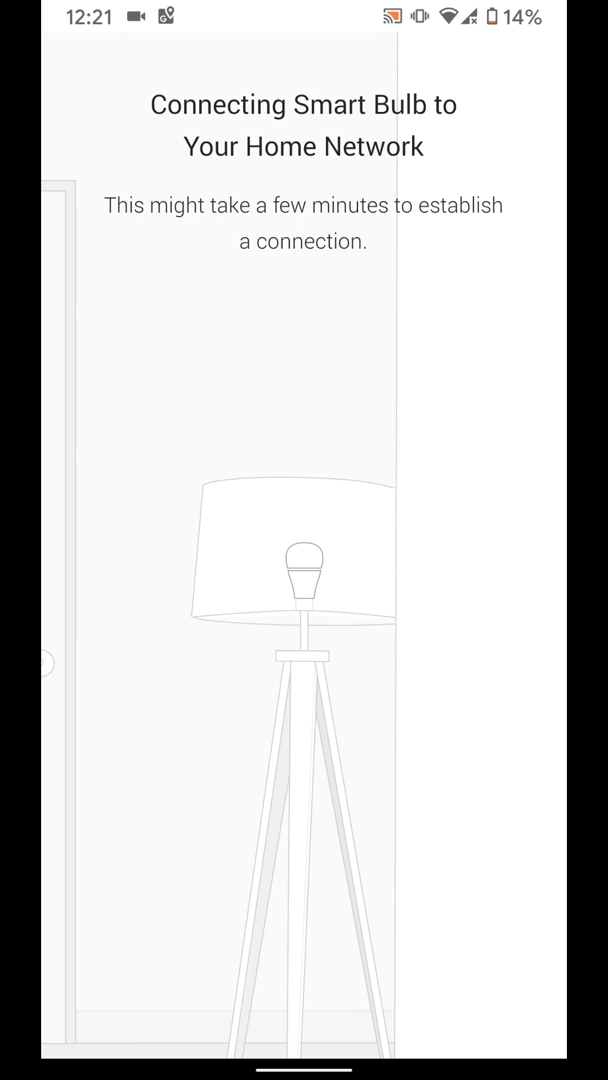 12:21
14%
Connecting Smart Bulb to
Your Home Network
This might take a few minutes to establish
a connection.